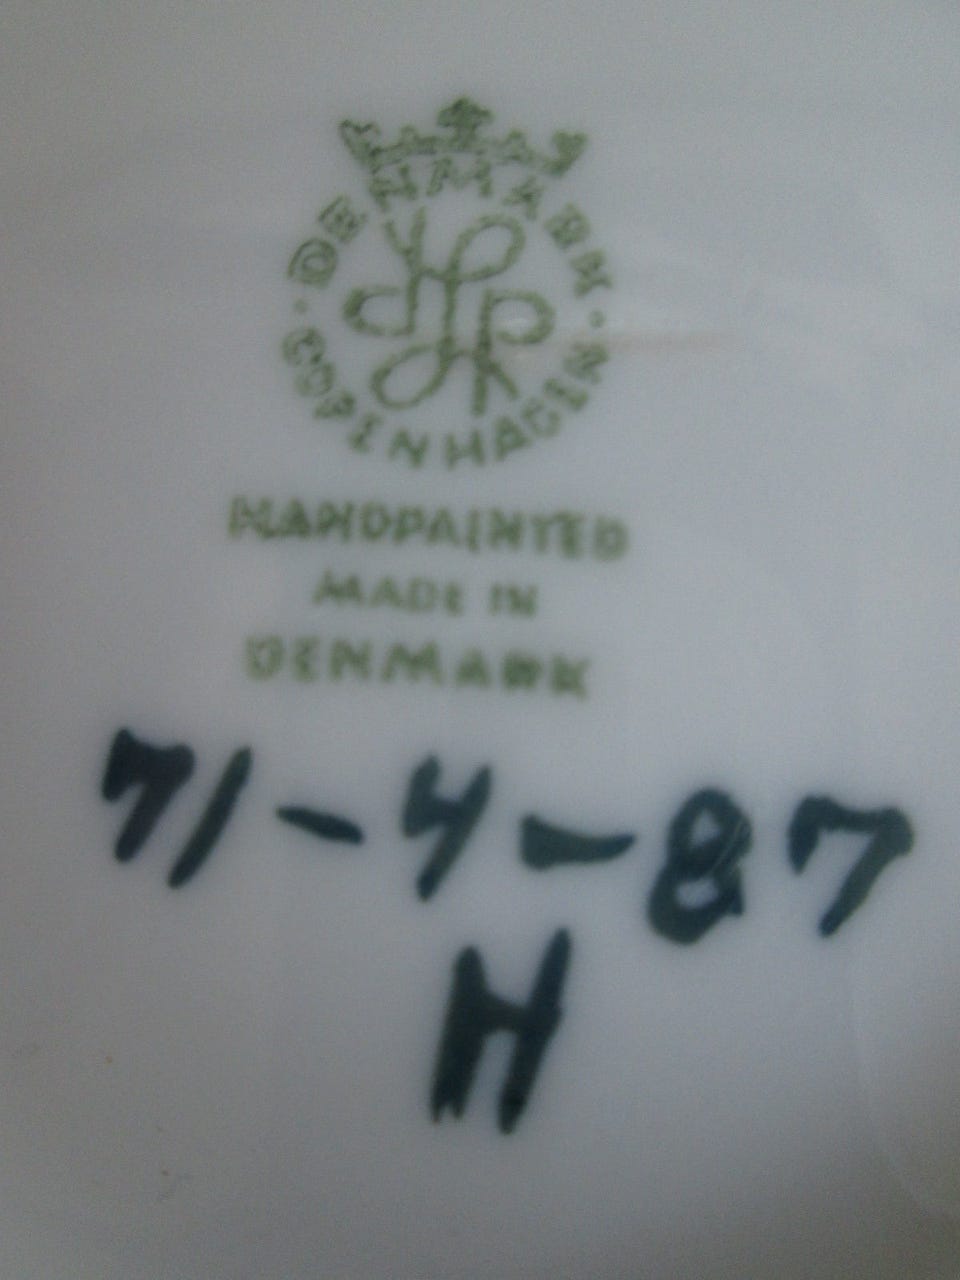 DENMARK
COPENHAGEN
HANDPAINTED
MADE IN
DENMARK
71-4-87
H